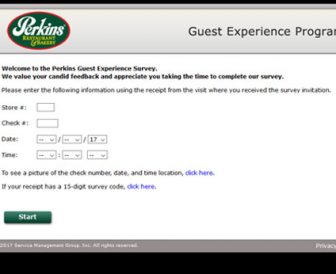 Perkins
RESTAURANT & BAKERY
Guest Experience Program
Welcome to the Perkins Guest Experience Survey.
We value your candid feedback and appreciate you taking the time to complete our survey.
Please enter the following information using the receipt from the visit where you received the survey invitation.
Store #:
Check #:
Date: -- / -- / 17
Time: -- : -- --
To see a picture of the check number, date, and time location, click here.
If your receipt has a 15-digit survey code, click here.
Start
2017 Service Management Group, Inc. All rights reserved.
Privacy